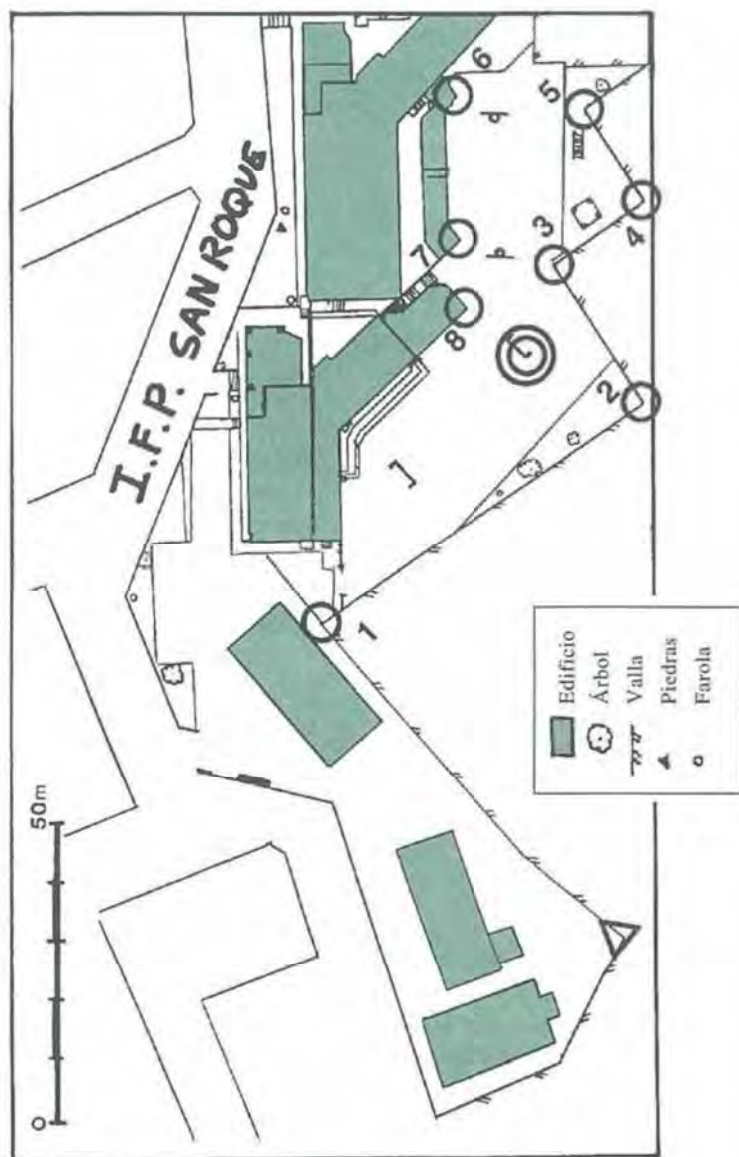 I.F.P. SAN ROQUE
0
50m
1
2
3
4
5
6
7
8
Edificio
Árbol
Valla
Piedras
Farola